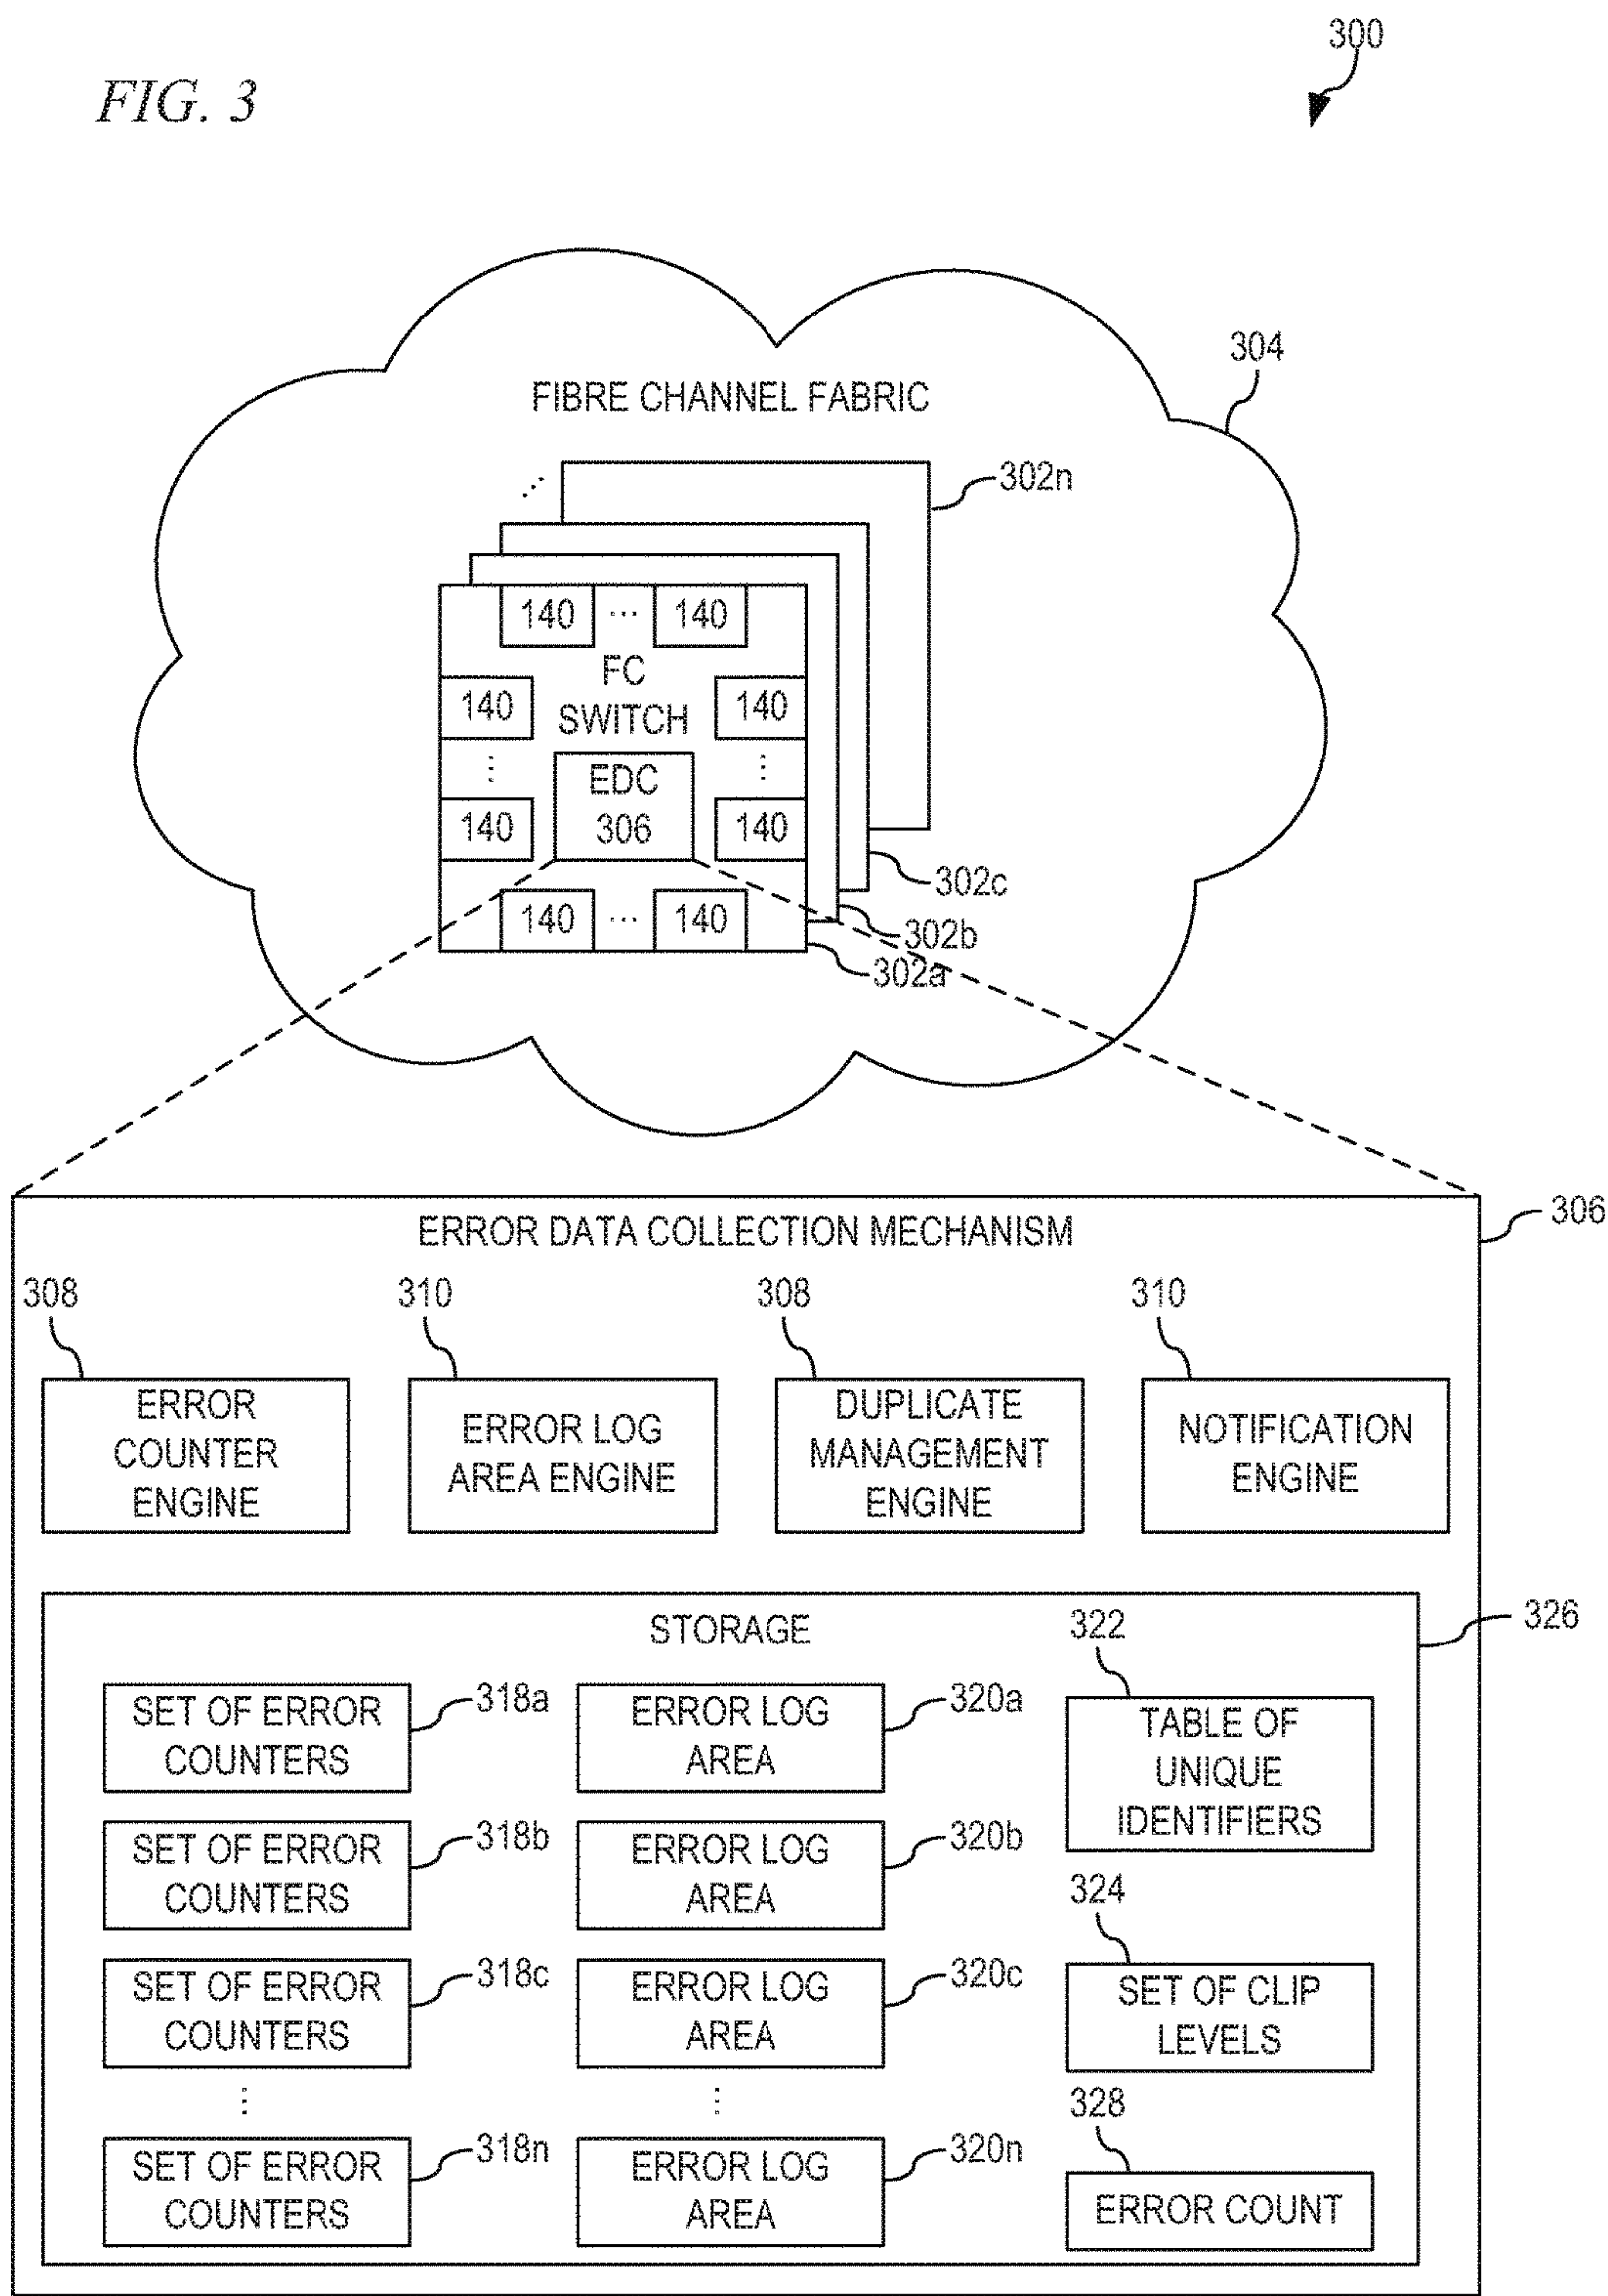 300
FIG. 3
304
FIBRE CHANNEL FABRIC
302n
140 ... 140
FC
SWITCH
140 140
EDC
306
140 140
302c
140 ... 140
302b
302a
306
ERROR DATA COLLECTION MECHANISM
308 310 308 310
ERROR
COUNTER
ENGINE
ERROR LOG
AREA ENGINE
DUPLICATE
MANAGEMENT
ENGINE
NOTIFICATION
ENGINE
326
STORAGE
322
SET OF ERROR
COUNTERS
318a
ERROR LOG
AREA
320a
TABLE OF
UNIQUE
IDENTIFIERS
SET OF ERROR
COUNTERS
318b
ERROR LOG
AREA
320b
324
SET OF ERROR
COUNTERS
318c
ERROR LOG
AREA
320c
SET OF CLIP
LEVELS
328
SET OF ERROR
COUNTERS
318n
ERROR LOG
AREA
320n
ERROR COUNT